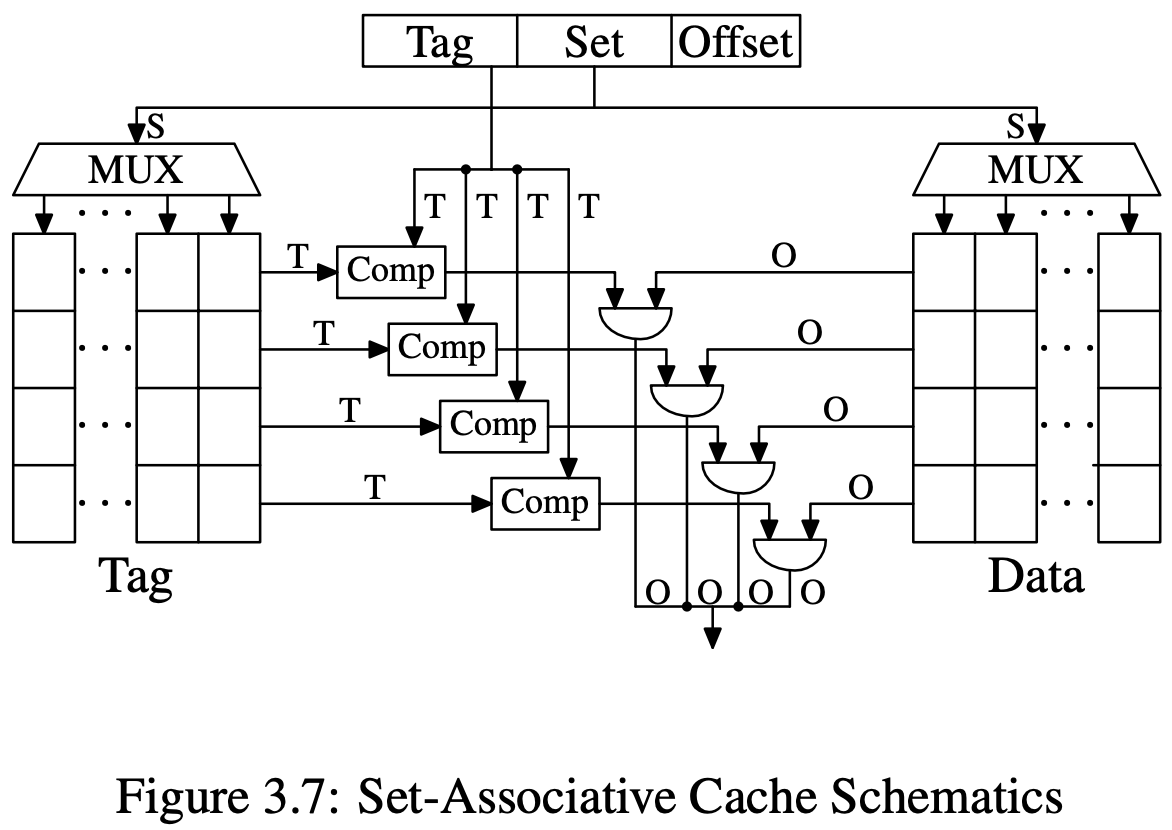 Tag Set Offset
S S
MUX MUX
T T T T
T Comp O
T Comp O
T Comp O
T Comp O
Tag Data
O O O O
Figure 3.7: Set-Associative Cache Schematics